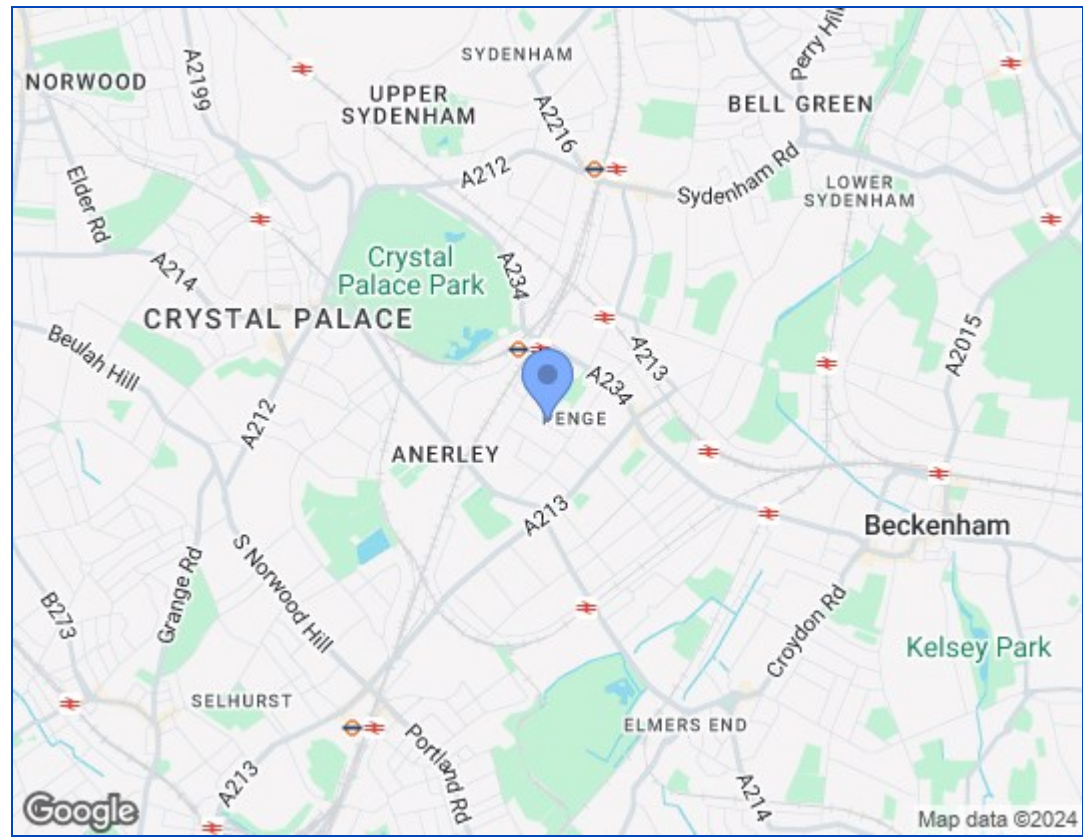 SYDENHAM
Perry Hill
NORWOOD
A2199
UPPER
SYDENHAM
A2216
BELL GREEN
A212
Sydenham Rd
LOWER
SYDENHAM
Elder Rd
A214
Crystal
Palace Park
A234
CRYSTAL PALACE
Beulah Hill
A213
A2015
A234
A212
PENGE
ANERLEY
A213
Beckenham
S Norwood Hill
Grange Rd
B273
Croydon Rd
Kelsey Park
SELHURST
ELMERS END
Portland Rd
A213
A214
Google
Map data ©2024